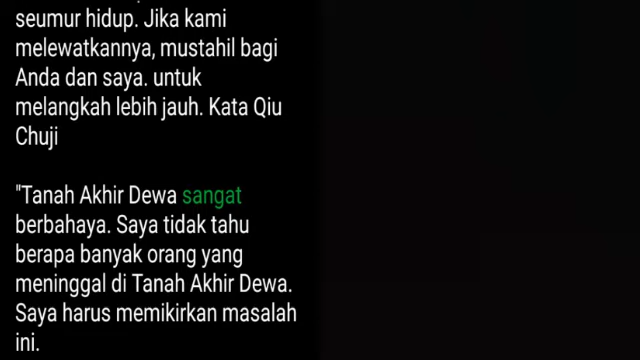 seumur hidup. Jika kami
melewatkannya, mustahil bagi
Anda dan saya. untuk
melangkah lebih jauh. Kata Qiu
Chuji
"Tanah Akhir Dewa sangat
berbahaya. Saya tidak tahu
berapa banyak orang yang
meninggal di Tanah Akhir Dewa.
Saya harus memikirkan masalah
ini.